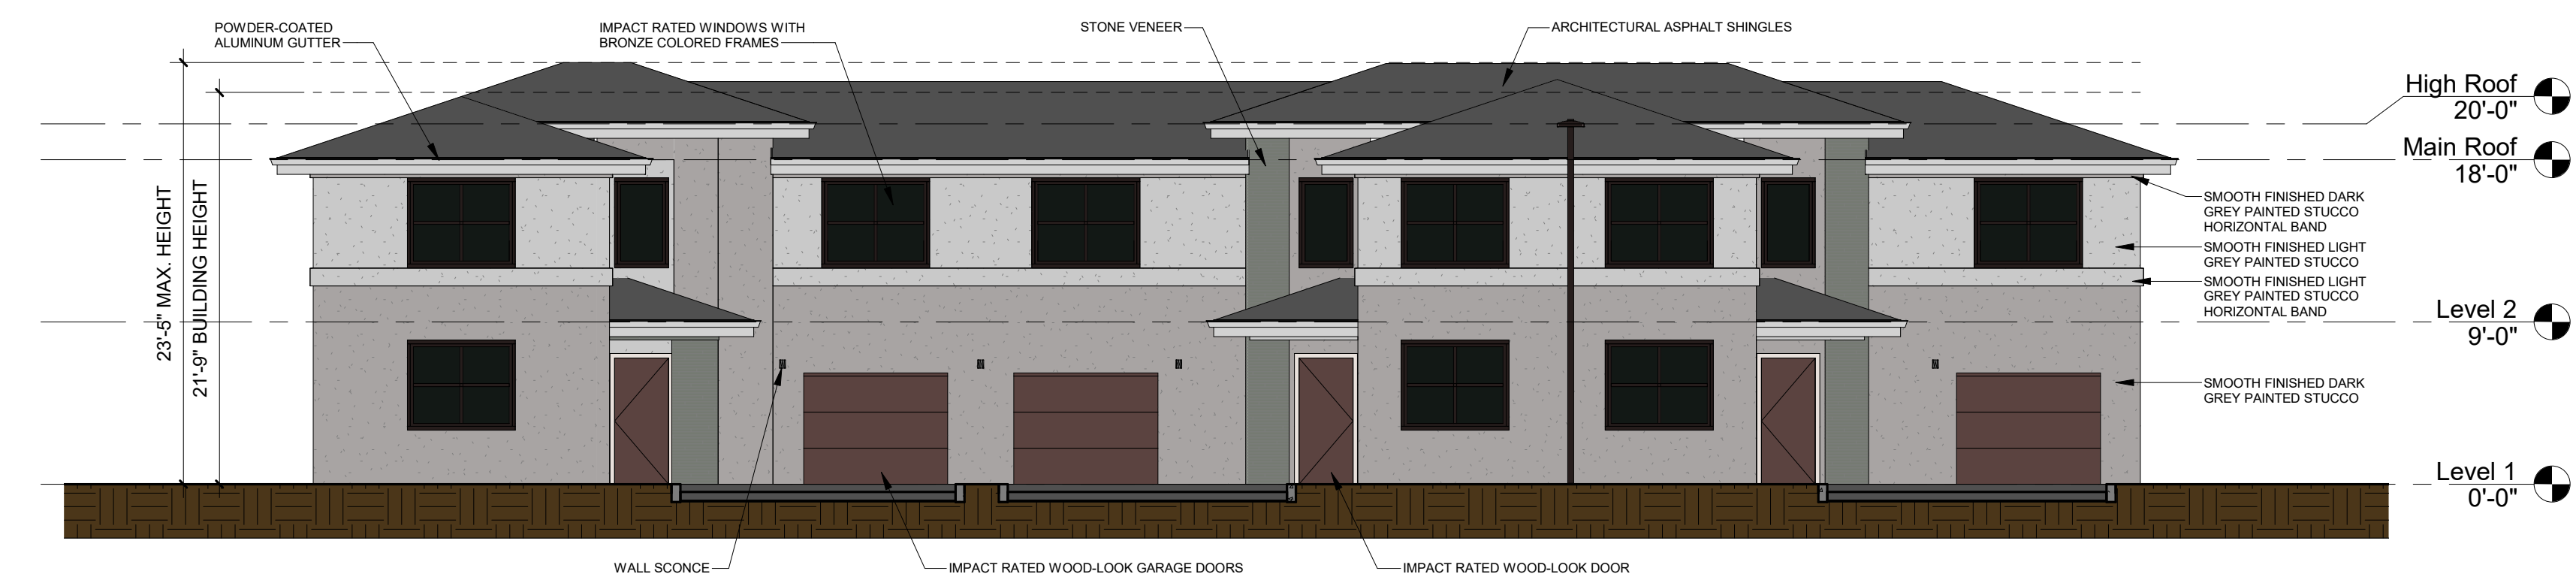 POWDER-COATED
ALUMINUM GUTTER
IMPACT RATED WINDOWS WITH
BRONZE COLORED FRAMES
STONE VENEER
ARCHITECTURAL ASPHALT SHINGLES
23'-5" MAX. HEIGHT
21'-9" BUILDING HEIGHT
High Roof
20'-0"
Main Roof
18'-0"
SMOOTH FINISHED DARK
GREY PAINTED STUCCO
HORIZONTAL BAND
SMOOTH FINISHED LIGHT
GREY PAINTED STUCCO
SMOOTH FINISHED LIGHT
GREY PAINTED STUCCO
HORIZONTAL BAND
Level 2
9'-0"
SMOOTH FINISHED DARK
GREY PAINTED STUCCO
Level 1
0'-0"
WALL SCONCE
IMPACT RATED WOOD-LOOK GARAGE DOORS
IMPACT RATED WOOD-LOOK DOOR